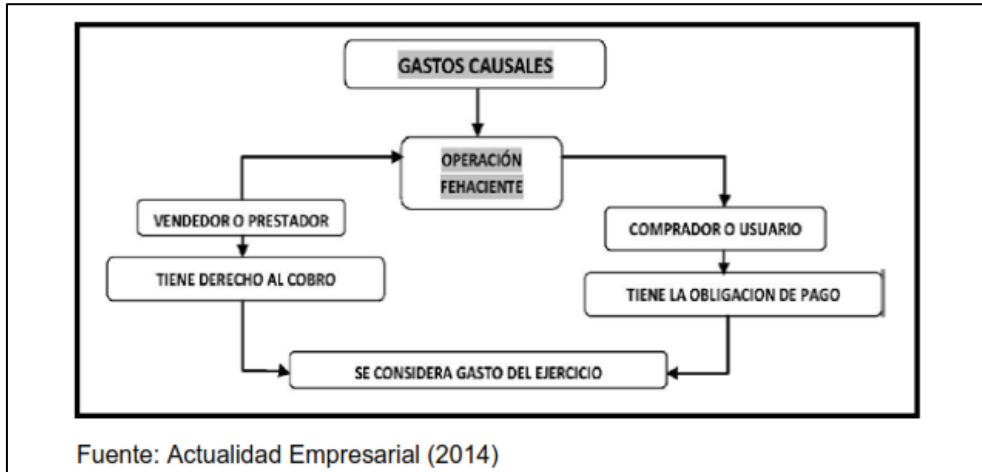 GASTOS CAUSALES
OPERACIÓN
FEHACIENTE
VENDEDOR O PRESTADOR
COMPRADOR O USUARIO
TIENE DERECHO AL COBRO
TIENE LA OBLIGACION DE PAGO
SE CONSIDERA GASTO DEL EJERCICIO
Fuente: Actualidad Empresarial (2014)